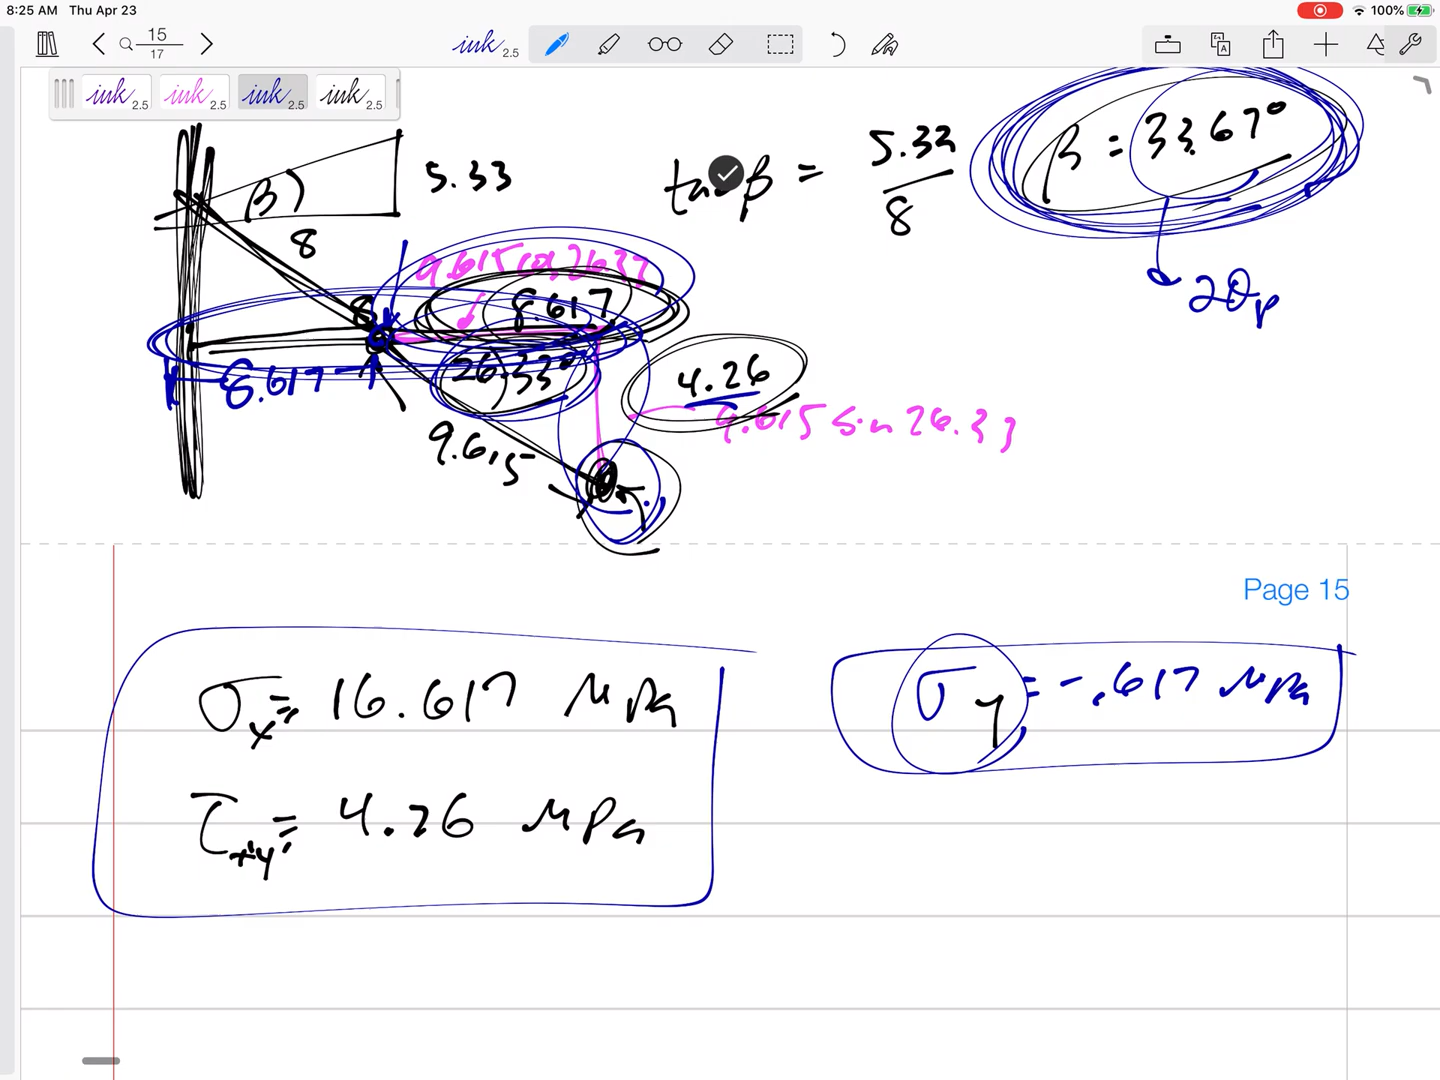 8:25 AM Thu Apr 23
100%
15
17
ink 2.5
ink 2.5
ink 2.5
ink 2.5
ink 2.5
β
5.33
8
tan β = 5.33
8
β = 33.67°
2θp
9.615 cos 26.33
8.617
8
8.617
26.33°
4.26
9.615 sin 26.33
9.615
Page 15
σx = 16.617 MPa
σy = -.617 MPa
τx'y' = 4.26 MPa